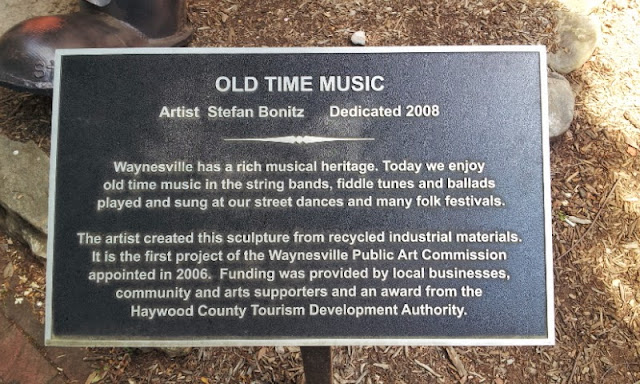 OLD TIME MUSIC
Artist Stefan Bonitz Dedicated 2008
Waynesville has a rich musical heritage. Today we enjoy
old time music in the string bands, fiddle tunes and ballads
played and sung at our street dances and many folk festivals.
The artist created this sculpture from recycled industrial materials.
It is the first project of the Waynesville Public Art Commission
appointed in 2006. Funding was provided by local businesses,
community and arts supporters and an award from the
Haywood County Tourism Development Authority.